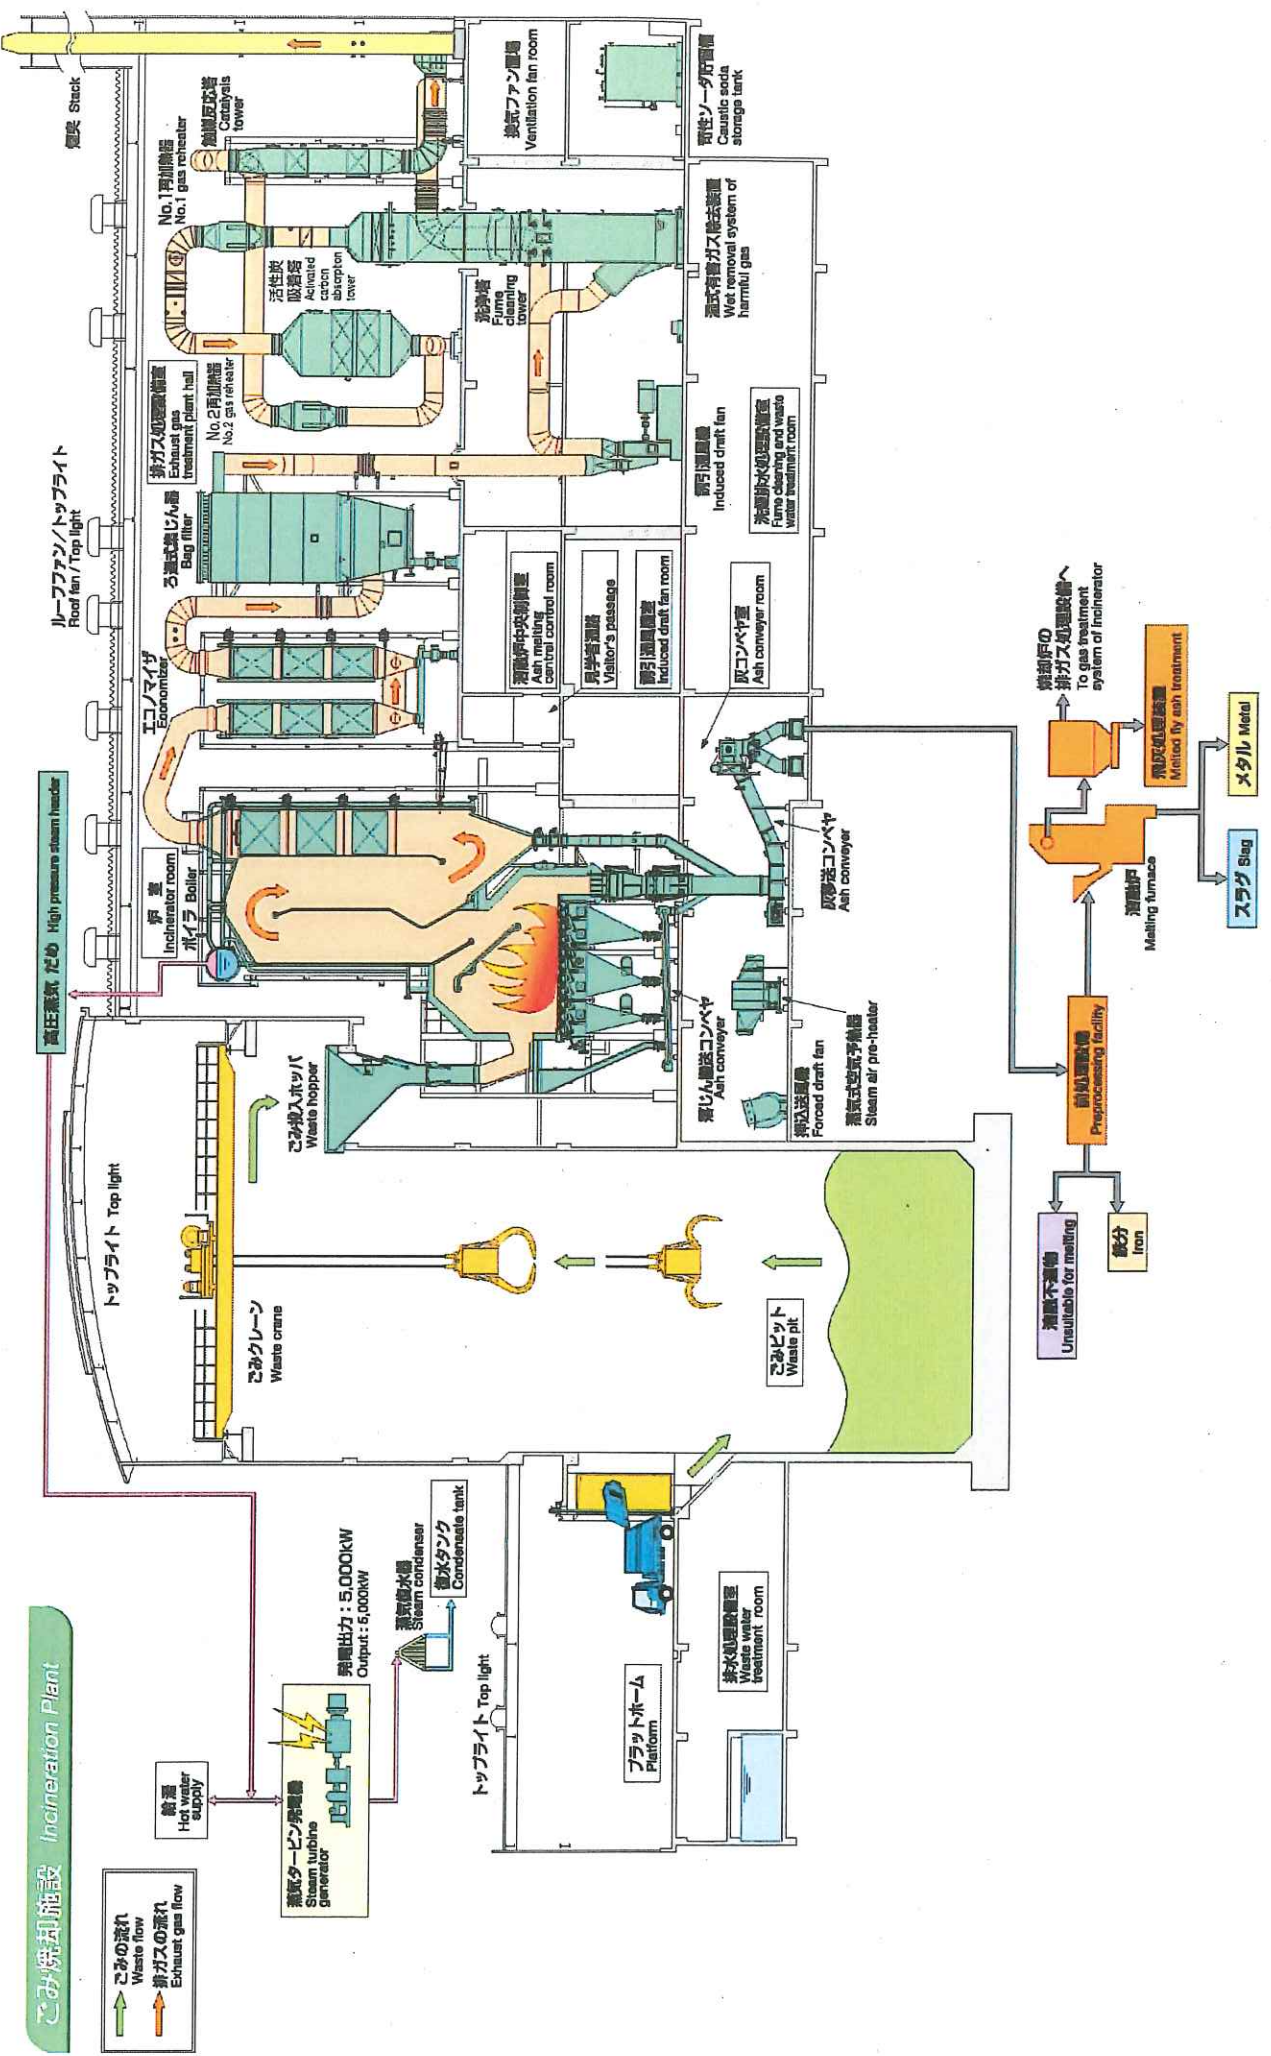 ごみ焼却施設 Incineration Plant
ごみの流れ
Waste flow
排ガスの流れ
Exhaust gas flow
給湯
Hot water
supply
蒸気タービン発電機
Steam turbine
generator
発電出力：5,000kW
Output : 5,000kW
蒸気復水器
Steam condenser
復水タンク
Condensate tank
高圧蒸気だめ High pressure steam header
トップライト Top light
トップライト Top light
プラットホーム
Platform
排水処理設備室
Waste water
treatment room
ごみクレーン
Waste crane
ごみピット
Waste pit
ごみ投入ホッパ
Waste hopper
炉室
Incinerator room
ボイラ Boiler
落じん搬送コンベヤ
Ash conveyer
押込送風機
Forced draft fan
蒸気式空気予熱器
Steam air pre-heater
灰移送コンベヤ
Ash conveyer
灰コンベヤ室
Ash conveyer room
エコノマイザ
Economizer
ルーフファン/トップライト
Roof fan / Top light
ろ過式集じん器
Bag filter
溶融炉中央制御室
Ash melting
central control room
見学者通路
Visitor's passage
誘引通風機室
Induced draft fan room
排ガス処理設備室
Exhaust gas
treatment plant hall
No.2再加熱器
No.2 gas reheater
No.1再加熱器
No.1 gas reheater
活性炭
吸着塔
Activated
carbon
absorption
tower
触媒反応塔
Catalysis
tower
煙突 Stack
洗浄塔
Fume
cleaning
tower
換気ファン置場
Ventilation fan room
苛性ソーダ貯留槽
Caustic soda
storage tank
湿式有害ガス除去装置
Wet removal system of
harmful gas
誘引通風機
Induced draft fan
洗煙排水処理設備室
Fume cleaning and waste
water treatment room
前処理設備
Preprocessing facility
溶融不適物
Unsuitable for melting
鉄分
Iron
溶融炉
Melting furnace
焼却炉の
排ガス処理設備へ
To gas treatment
system of incinerator
飛灰処理装置
Melted fly ash treatment
スラグ Slag
メタル Metal